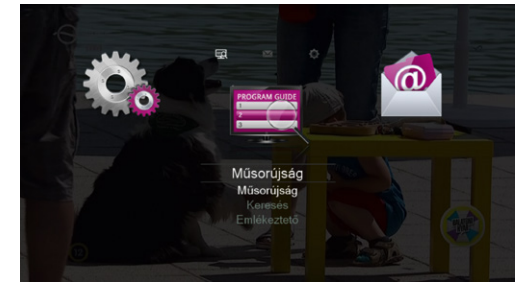 PROGRAM GUIDE
1
2
3
@
Műsorújság
Műsorújság
Keresés
Emlékeztető